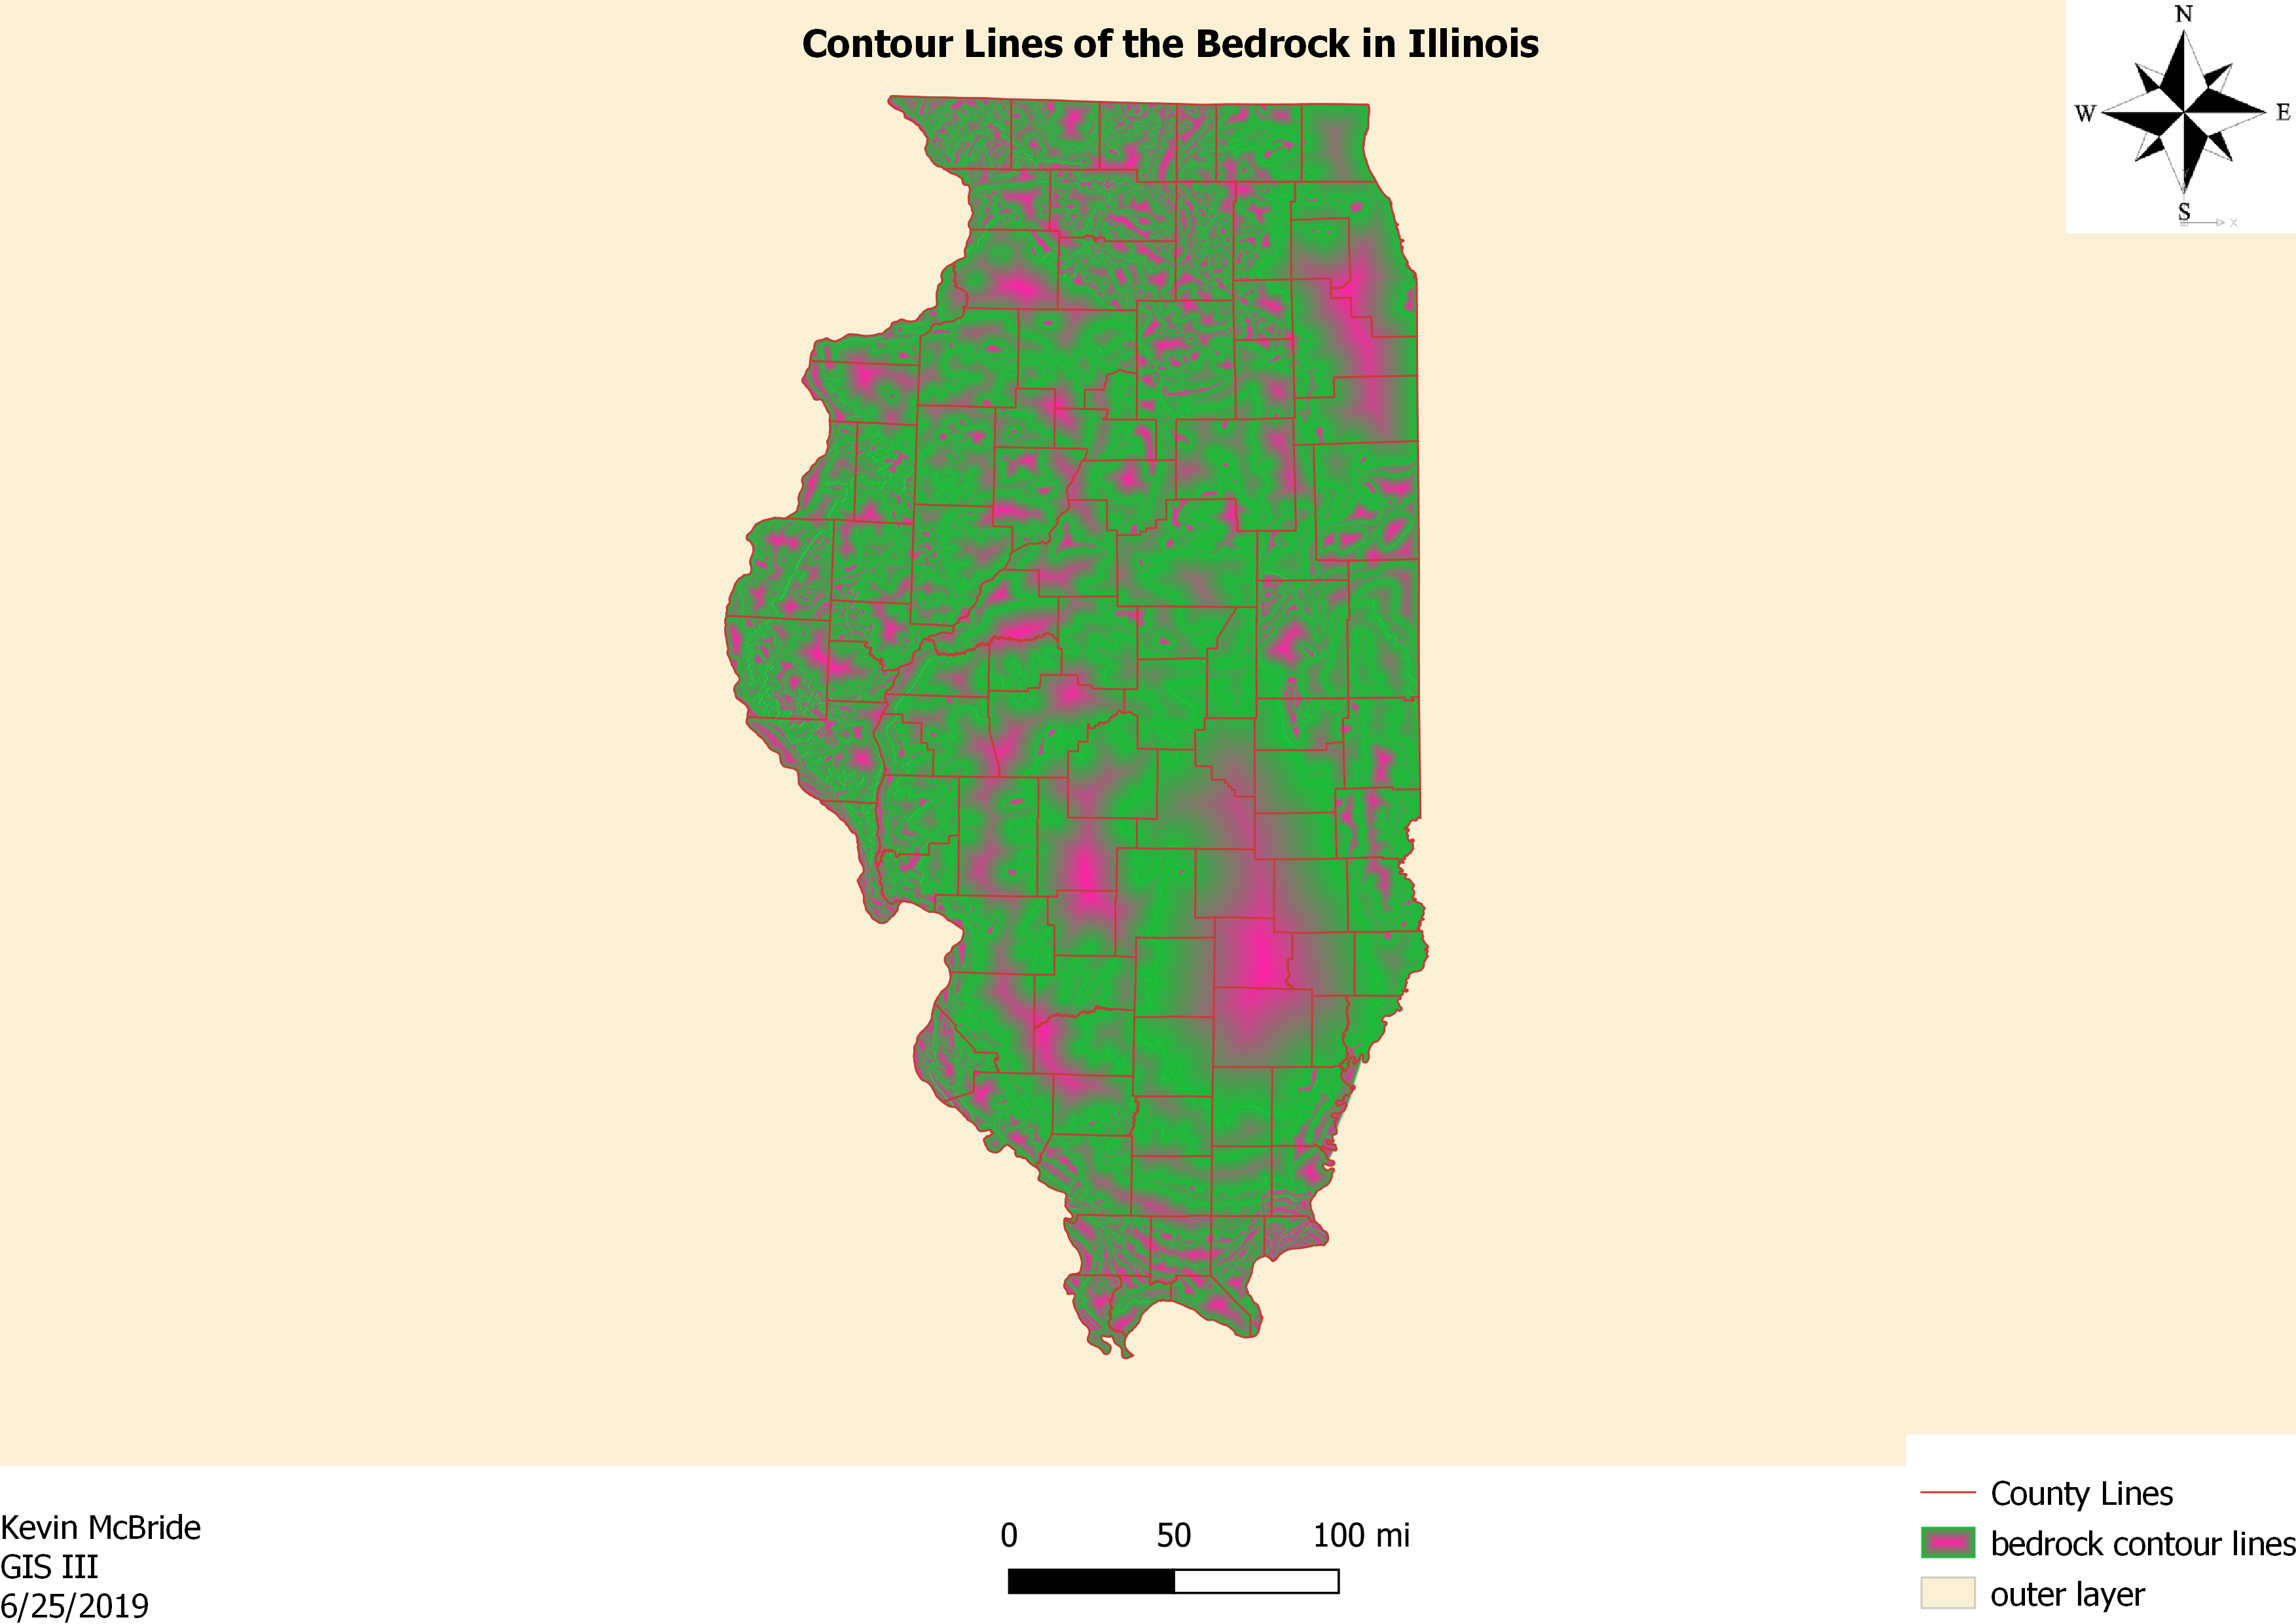 Contour Lines of the Bedrock in Illinois
N
W E
S
X
Kevin McBride
GIS III
6/25/2019
0 50 100 mi
County Lines
bedrock contour lines
outer layer